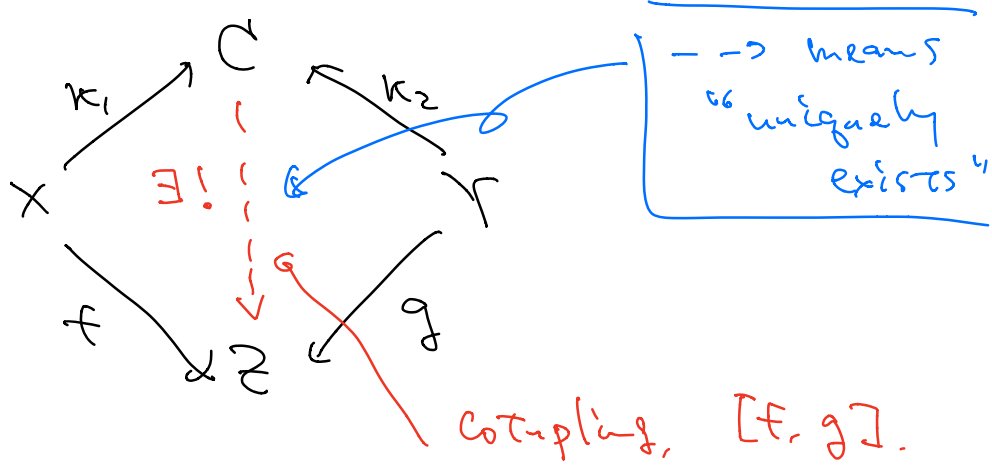 C
- - -> means
"uniquely
exists"
κ₁
κ₂
∃!
X
Y
f
g
Z
cotupling, [f, g].